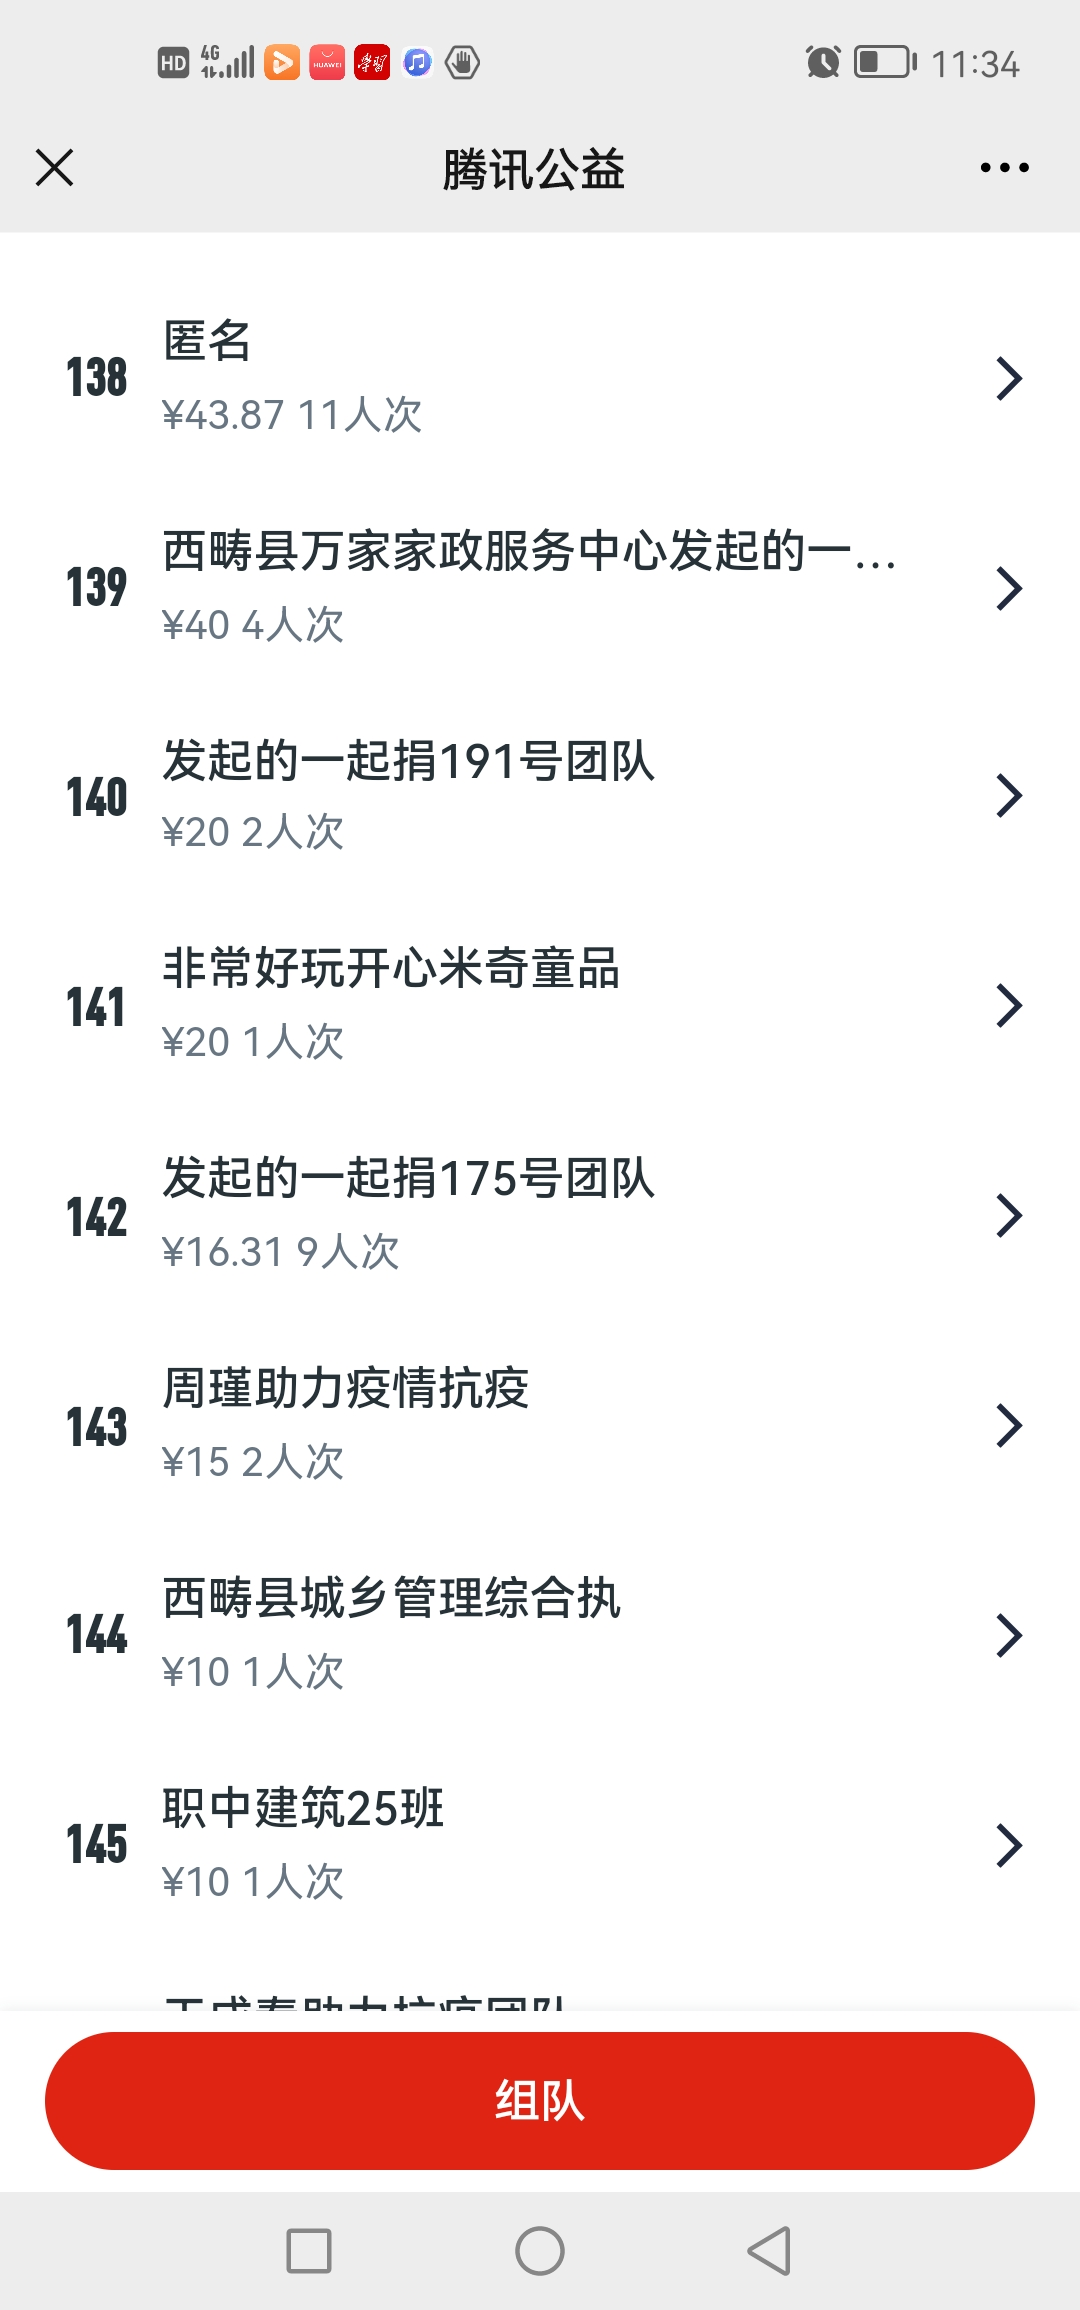 HD 4G HUAWEI 学习 11:34
腾讯公益
138
匿名
¥43.87 11人次
139
西畴县万家家政服务中心发起的一...
¥40 4人次
140
发起的一起捐191号团队
¥20 2人次
141
非常好玩开心米奇童品
¥20 1人次
142
发起的一起捐175号团队
¥16.31 9人次
143
周瑾助力疫情抗疫
¥15 2人次
144
西畴县城乡管理综合执
¥10 1人次
145
职中建筑25班
¥10 1人次
组队